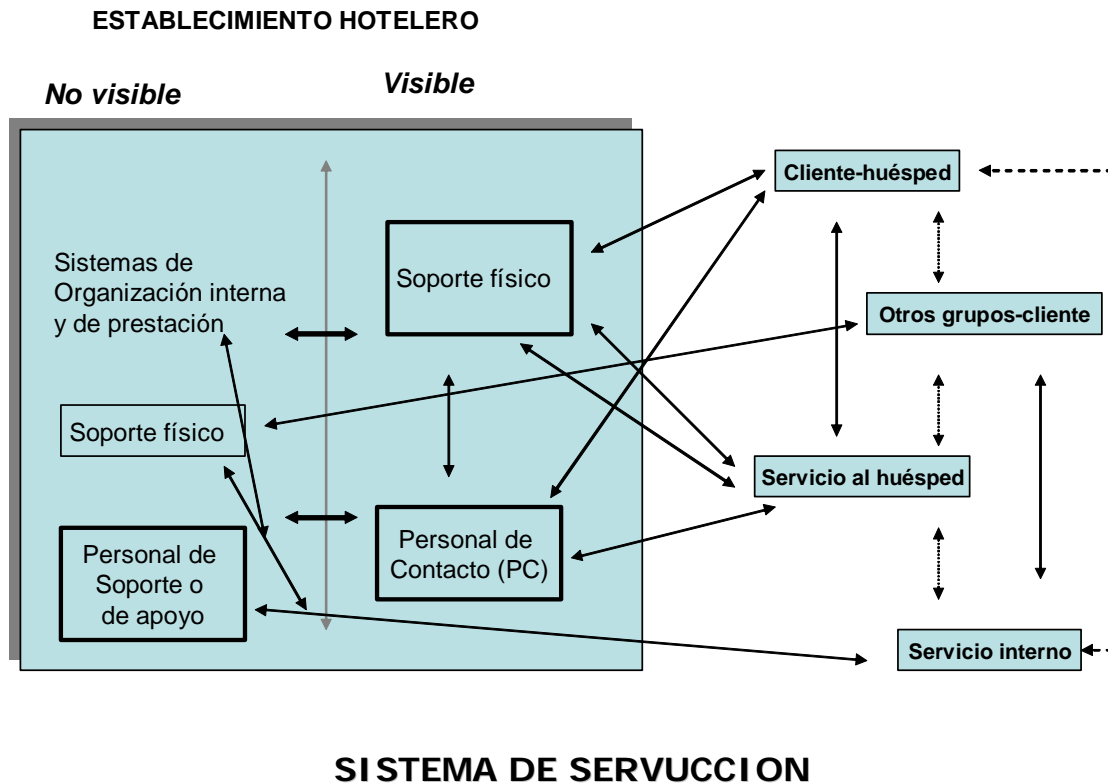 ESTABLECIMIENTO HOTELERO
No visible
Visible
Cliente-huésped
Sistemas de
Organización interna
y de prestación
Soporte físico
Otros grupos-cliente
Soporte físico
Servicio al huésped
Personal de
Soporte o
de apoyo
Personal de
Contacto (PC)
Servicio interno
SISTEMA DE SERVUCCION